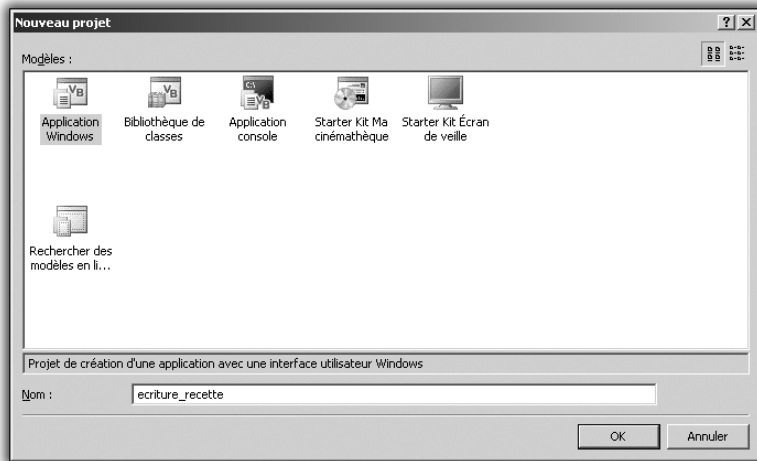 Nouveau projet
Modèles :
Application
Windows
Bibliothèque de
classes
Application
console
Starter Kit Ma
cinémathèque
Starter Kit Écran
de veille
Rechercher des
modèles en li...
Projet de création d'une application avec une interface utilisateur Windows
Nom :
ecriture_recette
OK
Annuler